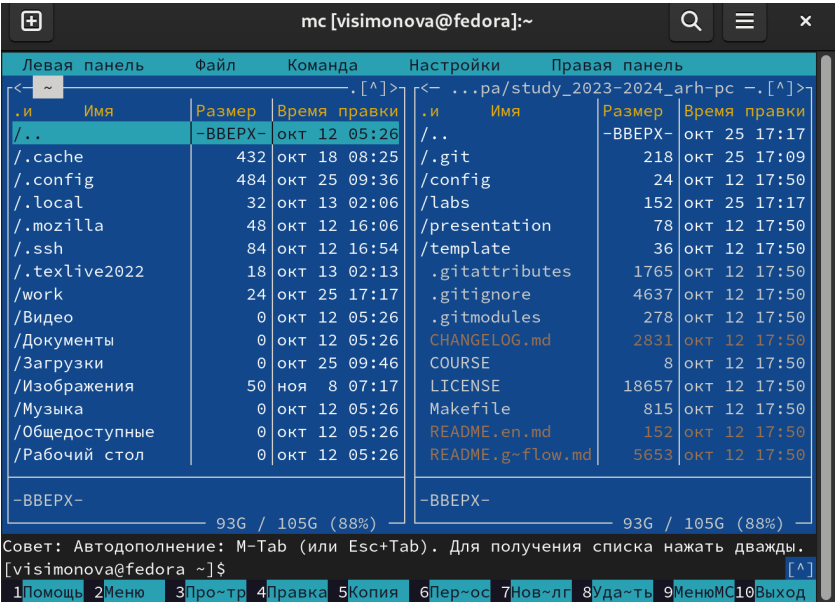 mc [visimonova@fedora]:~
Левая панель Файл Команда Настройки Правая панель
<— ~ —.[^]>
<— ...pa/study_2023-2024_arh-pc —.[^]>
.и Имя Размер Время правки .и Имя Размер Время правки
/.. -ВВЕРХ- окт 12 05:26 /.. -ВВЕРХ- окт 25 17:17
/.cache 432 окт 18 08:25 /.git 218 окт 25 17:09
/.config 484 окт 25 09:36 /config 24 окт 12 17:50
/.local 32 окт 13 02:06 /labs 152 окт 25 17:17
/.mozilla 48 окт 12 16:06 /presentation 78 окт 12 17:50
/.ssh 84 окт 12 16:54 /template 36 окт 12 17:50
/.texlive2022 18 окт 13 02:13 .gitattributes 1765 окт 12 17:50
/work 24 окт 25 17:17 .gitignore 4637 окт 12 17:50
/Видео 0 окт 12 05:26 .gitmodules 278 окт 12 17:50
/Документы 0 окт 12 05:26 CHANGELOG.md 2831 окт 12 17:50
/Загрузки 0 окт 25 09:46 COURSE 8 окт 12 17:50
/Изображения 50 ноя 8 07:17 LICENSE 18657 окт 12 17:50
/Музыка 0 окт 12 05:26 Makefile 815 окт 12 17:50
/Общедоступные 0 окт 12 05:26 README.en.md 152 окт 12 17:50
/Рабочий стол 0 окт 12 05:26 README.g~flow.md 5653 окт 12 17:50
-ВВЕРХ- -ВВЕРХ-
93G / 105G (88%) 93G / 105G (88%)
Совет: Автодополнение: M-Tab (или Esc+Tab). Для получения списка нажать дважды.
[visimonova@fedora ~]$ [^]
1Помощь 2Меню 3Про~тр 4Правка 5Копия 6Пер~ос 7Нов~лг 8Уда~ть 9МенюMC 10Выход